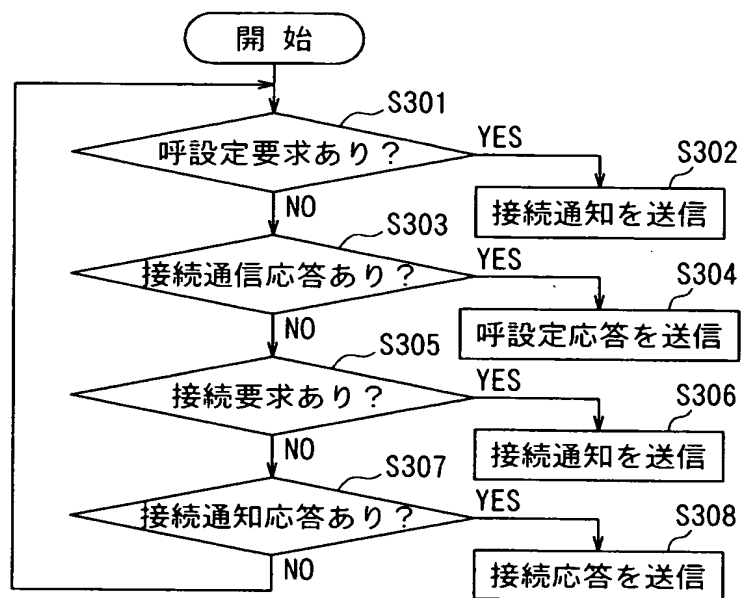 開始
S301
呼設定要求あり?
YES
S302
接続通知を送信
NO
S303
接続通信応答あり?
YES
S304
呼設定応答を送信
NO
S305
接続要求あり?
YES
S306
接続通知を送信
NO
S307
接続通知応答あり?
YES
S308
接続応答を送信
NO